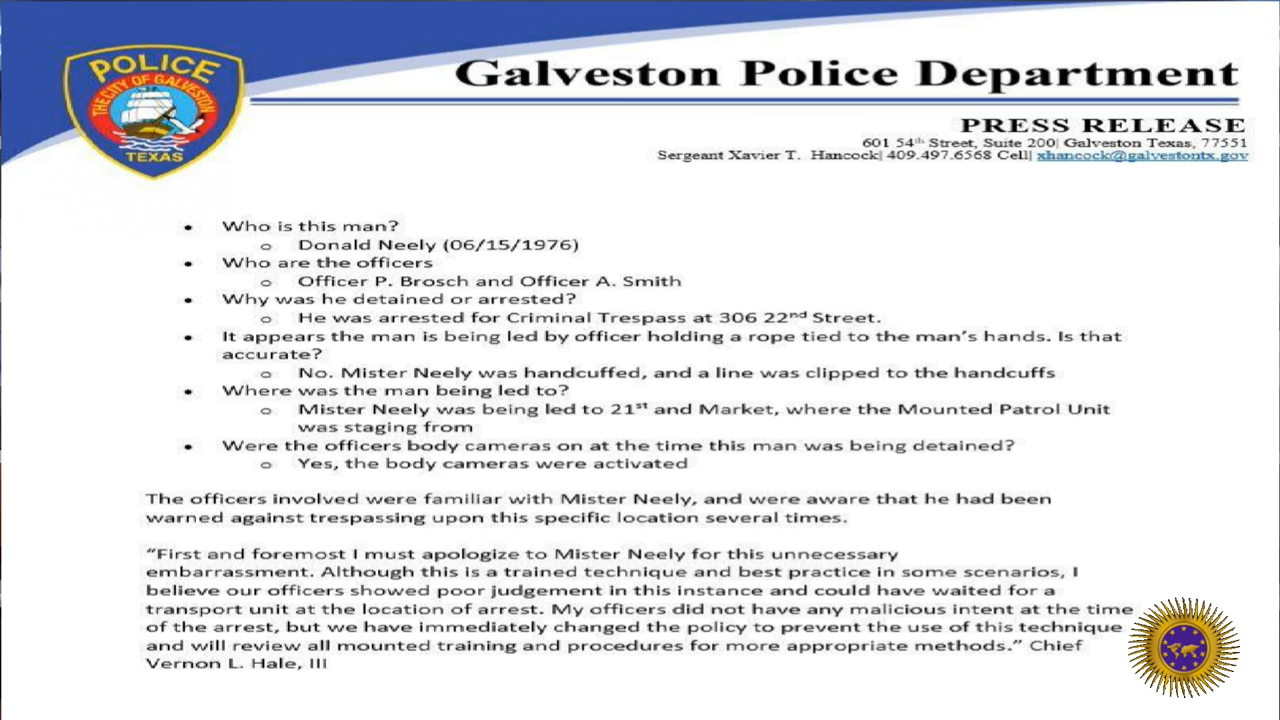 POLICE
THE CITY OF GALVESTON
TEXAS
Galveston Police Department
PRESS RELEASE
601 54th Street, Suite 200| Galveston Texas, 77551
Sergeant Xavier T. Hancock| 409.497.6568 Cell| xhancock@galvestontx.gov
• Who is this man?
o Donald Neely (06/15/1976)
• Who are the officers
o Officer P. Brosch and Officer A. Smith
• Why was he detained or arrested?
o He was arrested for Criminal Trespass at 306 22nd Street.
• It appears the man is being led by officer holding a rope tied to the man's hands. Is that
accurate?
o No. Mister Neely was handcuffed, and a line was clipped to the handcuffs
• Where was the man being led to?
o Mister Neely was being led to 21st and Market, where the Mounted Patrol Unit
was staging from
• Were the officers body cameras on at the time this man was being detained?
o Yes, the body cameras were activated
The officers involved were familiar with Mister Neely, and were aware that he had been
warned against trespassing upon this specific location several times.
"First and foremost I must apologize to Mister Neely for this unnecessary
embarrassment. Although this is a trained technique and best practice in some scenarios, I
believe our officers showed poor judgement in this instance and could have waited for a
transport unit at the location of arrest. My officers did not have any malicious intent at the time
of the arrest, but we have immediately changed the policy to prevent the use of this technique
and will review all mounted training and procedures for more appropriate methods." Chief
Vernon L. Hale, III